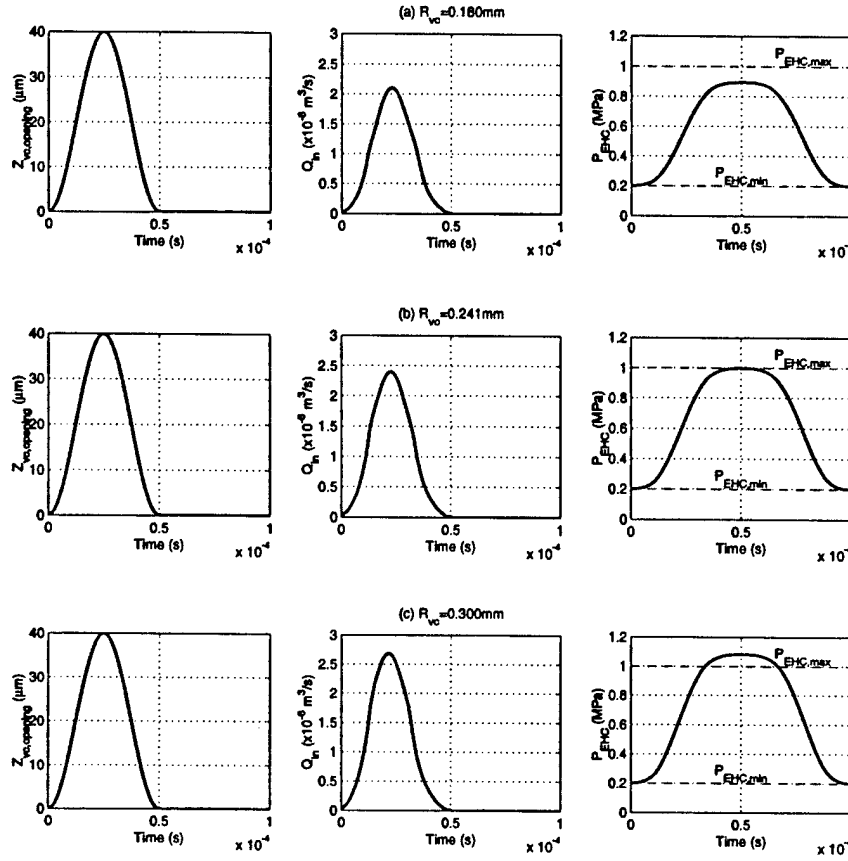 (a) R_vc=0.180mm
Z_vc,opening (μm)
40
30
20
10
0
0 0.5 1
Time (s)
x 10⁻⁴
Q_in (x10⁻⁶ m³/s)
3
2.5
2
1.5
1
0.5
0
0 0.5 1
Time (s)
x 10⁻⁴
P_EHC (MPa)
1.2
1
0.8
0.6
0.4
0.2
0
P_EHC,max
P_EHC,min
0.5
Time (s)
(b) R_vc=0.241mm
Z_vc,opening (μm)
40
30
20
10
0
0 0.5 1
Time (s)
x 10⁻⁴
Q_in (x10⁻⁶ m³/s)
3
2.5
2
1.5
1
0.5
0
0 0.5 1
Time (s)
x 10⁻⁴
P_EHC (MPa)
1.2
1
0.8
0.6
0.4
0.2
0
P_EHC,max
P_EHC,min
0 0.5
Time (s)
(c) R_vc=0.300mm
Z_vc,opening (μm)
40
30
20
10
0
0 0.5 1
Time (s)
x 10⁻⁴
Q_in (x10⁻⁶ m³/s)
3
2.5
2
1.5
1
0.5
0
0 0.5 1
Time (s)
x 10⁻⁴
P_EHC (MPa)
1.2
1
0.8
0.6
0.4
0.2
0
P_EHC,max
P_EHC,min
0 0.5
Time (s)